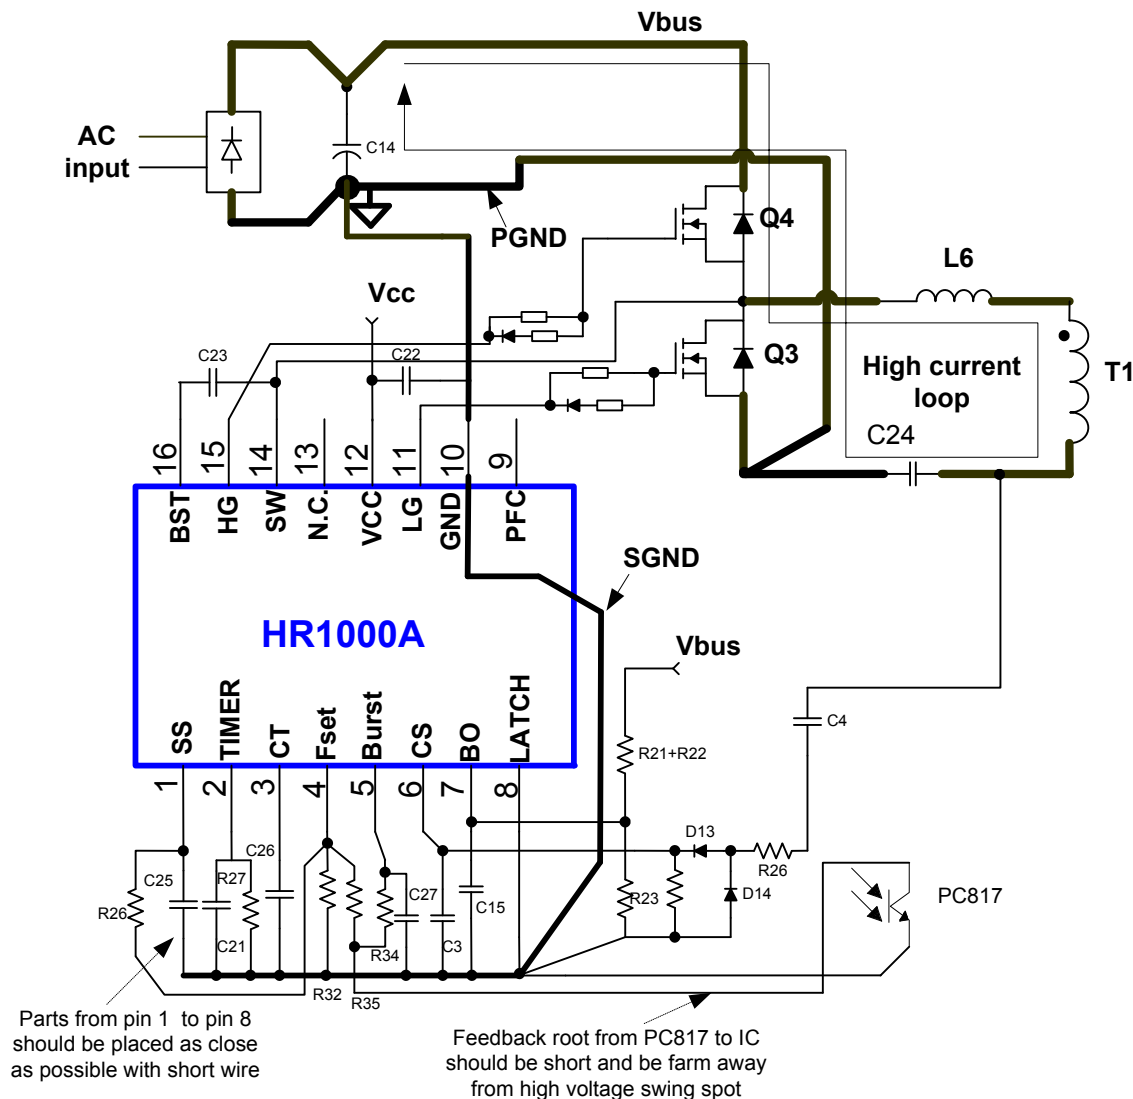 Vbus
AC
input
C14
PGND
Q4
L6
Vcc
C23
C22
Q3
High current
loop
T1
C24
16
15
14
13
12
11
10
9
BST
HG
SW
N.C.
VCC
LG
GND
PFC
SGND
HR1000A
Vbus
SS
TIMER
CT
Fset
Burst
CS
BO
LATCH
C4
R21+R22
1
2
3
4
5
6
7
8
D13
C26
C25
R27
R26
C27
C15
R23
D14
R26
PC817
C21
R34
C3
R32
R35
Parts from pin 1 to pin 8
should be placed as close
as possible with short wire
Feedback root from PC817 to IC
should be short and be farm away
from high voltage swing spot